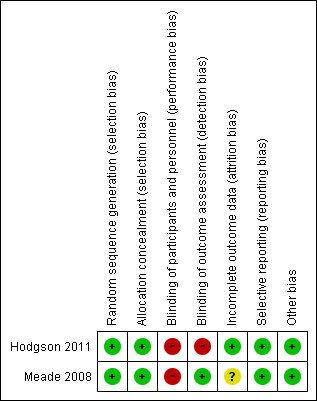 Random sequence generation (selection bias)
Allocation concealment (selection bias)
Blinding of participants and personnel (performance bias)
Blinding of outcome assessment (detection bias)
Incomplete outcome data (attrition bias)
Selective reporting (reporting bias)
Other bias
Hodgson 2011 + + - - + + +
Meade 2008 + + - + ? + +